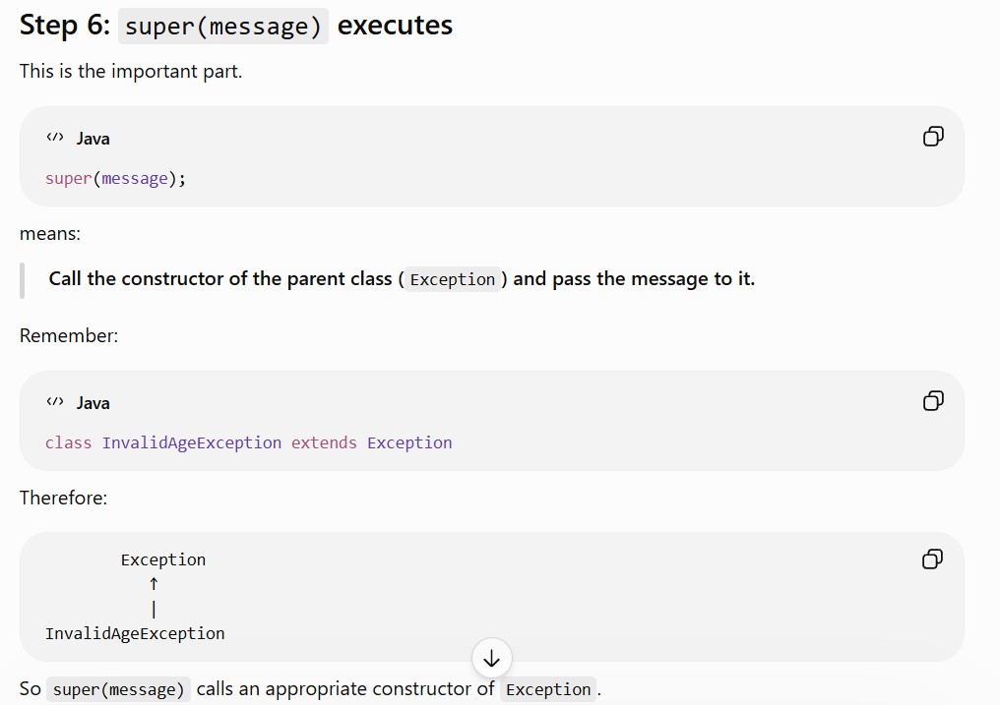 Step 6: super(message) executes
This is the important part.
Java
super(message);
means:
Call the constructor of the parent class (Exception) and pass the message to it.
Remember:
Java
class InvalidAgeException extends Exception
Therefore:
Exception
↑
|
InvalidAgeException
So super(message) calls an appropriate constructor of Exception.